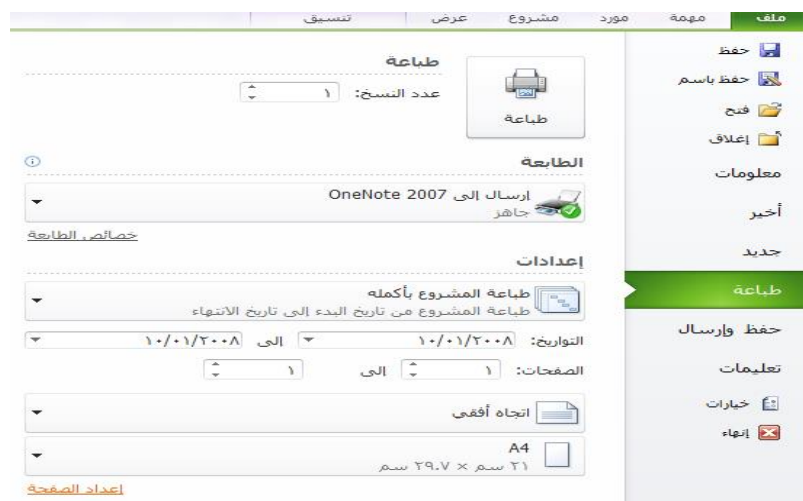 ملف مهمة مورد مشروع عرض تنسيق
حفظ
حفظ باسم
فتح
إغلاق
معلومات
أخير
جديد
طباعة
حفظ وإرسال
تعليمات
خيارات
إنهاء
طباعة
طباعة
عدد النسخ: ١
الطابعة
إرسال إلى OneNote 2007
جاهز
خصائص الطابعة
إعدادات
طباعة المشروع بأكمله
طباعة المشروع من تاريخ البدء إلى تاريخ الانتهاء
التواريخ: ١٠/٠١/٢٠٠٨ إلى ١٠/٠١/٢٠٠٨
الصفحات: ١ إلى ١
اتجاه أفقي
A4
٢١ سم × ٢٩.٧ سم
إعداد الصفحة